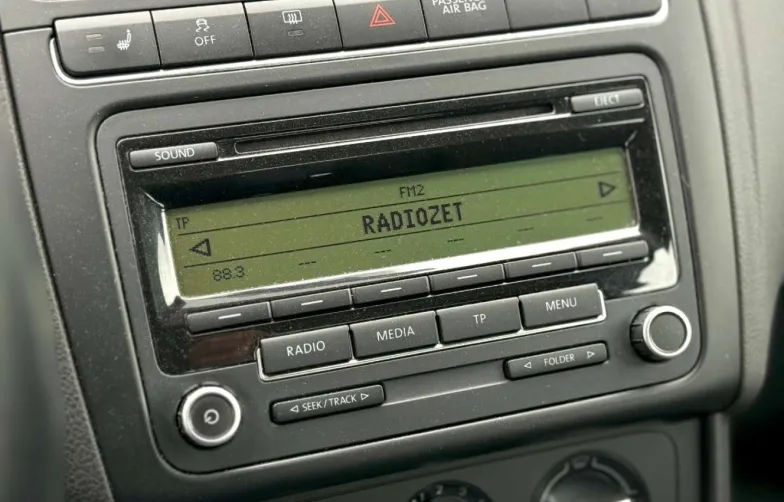 OFF
PASSENGER
AIR BAG
EJECT
SOUND
FM2
TP
RADIOZET
88.3
--- --- --- --- ---
RADIO
MEDIA
TP
MENU
SEEK/TRACK
FOLDER